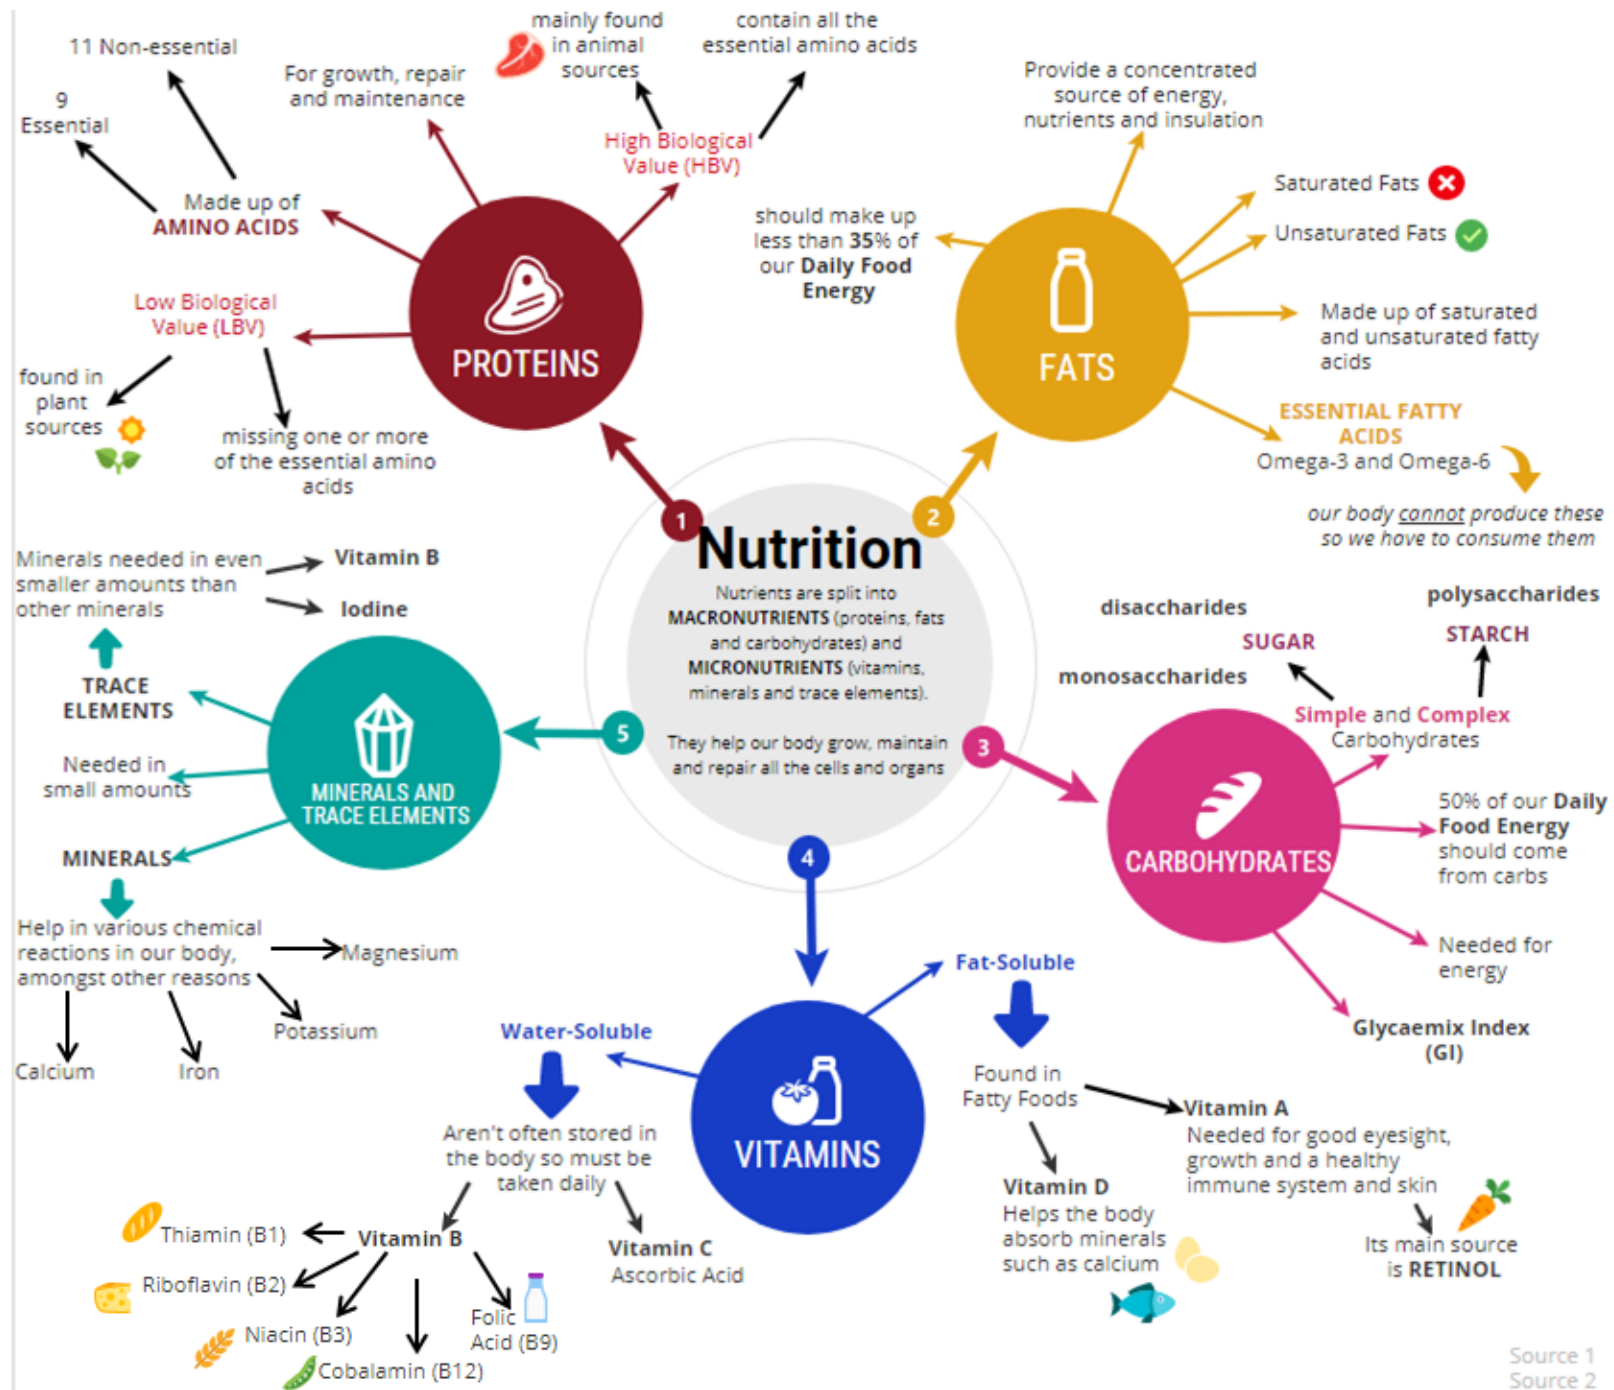 Nutrition
Nutrients are split into
MACRONUTRIENTS (proteins, fats
and carbohydrates) and
MICRONUTRIENTS (vitamins,
minerals and trace elements).
They help our body grow, maintain
and repair all the cells and organs
1
PROTEINS
11 Non-essential
9
Essential
Made up of
AMINO ACIDS
For growth, repair
and maintenance
mainly found
in animal
sources
contain all the
essential amino acids
High Biological
Value (HBV)
Low Biological
Value (LBV)
found in
plant
sources
missing one or more
of the essential amino
acids
2
FATS
Provide a concentrated
source of energy,
nutrients and insulation
should make up
less than 35% of
our Daily Food
Energy
Saturated Fats
Unsaturated Fats
Made up of saturated
and unsaturated fatty
acids
ESSENTIAL FATTY
ACIDS
Omega-3 and Omega-6
our body cannot produce these
so we have to consume them
3
CARBOHYDRATES
disaccharides
polysaccharides
SUGAR
STARCH
monosaccharides
Simple and Complex
Carbohydrates
50% of our Daily
Food Energy
should come
from carbs
Needed for
energy
Glycaemix Index
(GI)
4
VITAMINS
Fat-Soluble
Found in
Fatty Foods
Vitamin A
Needed for good eyesight,
growth and a healthy
immune system and skin
Its main source
is RETINOL
Vitamin D
Helps the body
absorb minerals
such as calcium
Water-Soluble
Aren't often stored in
the body so must be
taken daily
Vitamin C
Ascorbic Acid
Vitamin B
Thiamin (B1)
Riboflavin (B2)
Niacin (B3)
Cobalamin (B12)
Folic
Acid (B9)
5
MINERALS AND
TRACE ELEMENTS
Minerals needed in even
smaller amounts than
other minerals
Vitamin B
Iodine
TRACE
ELEMENTS
Needed in
small amounts
MINERALS
Help in various chemical
reactions in our body,
amongst other reasons
Magnesium
Potassium
Iron
Calcium
Source 1
Source 2